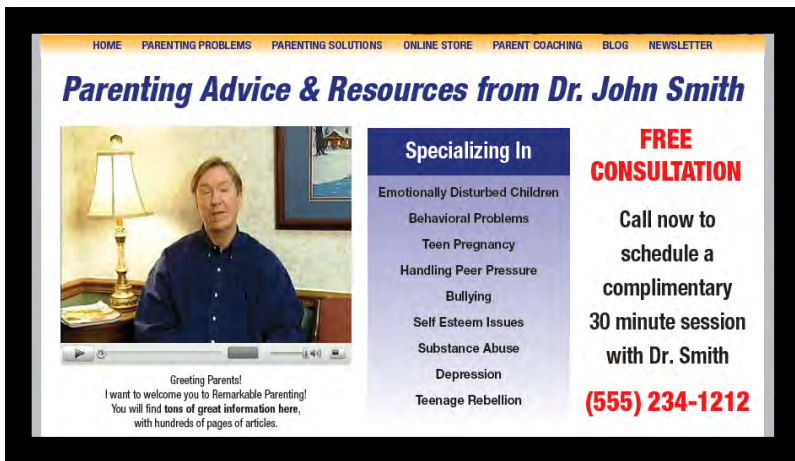 HOME PARENTING PROBLEMS PARENTING SOLUTIONS ONLINE STORE PARENT COACHING BLOG NEWSLETTER
Parenting Advice & Resources from Dr. John Smith
Greeting Parents!
I want to welcome you to Remarkable Parenting!
You will find tons of great information here,
with hundreds of pages of articles.
Specializing In
Emotionally Disturbed Children
Behavioral Problems
Teen Pregnancy
Handling Peer Pressure
Bullying
Self Esteem Issues
Substance Abuse
Depression
Teenage Rebellion
FREE
CONSULTATION
Call now to
schedule a
complimentary
30 minute session
with Dr. Smith
(555) 234-1212